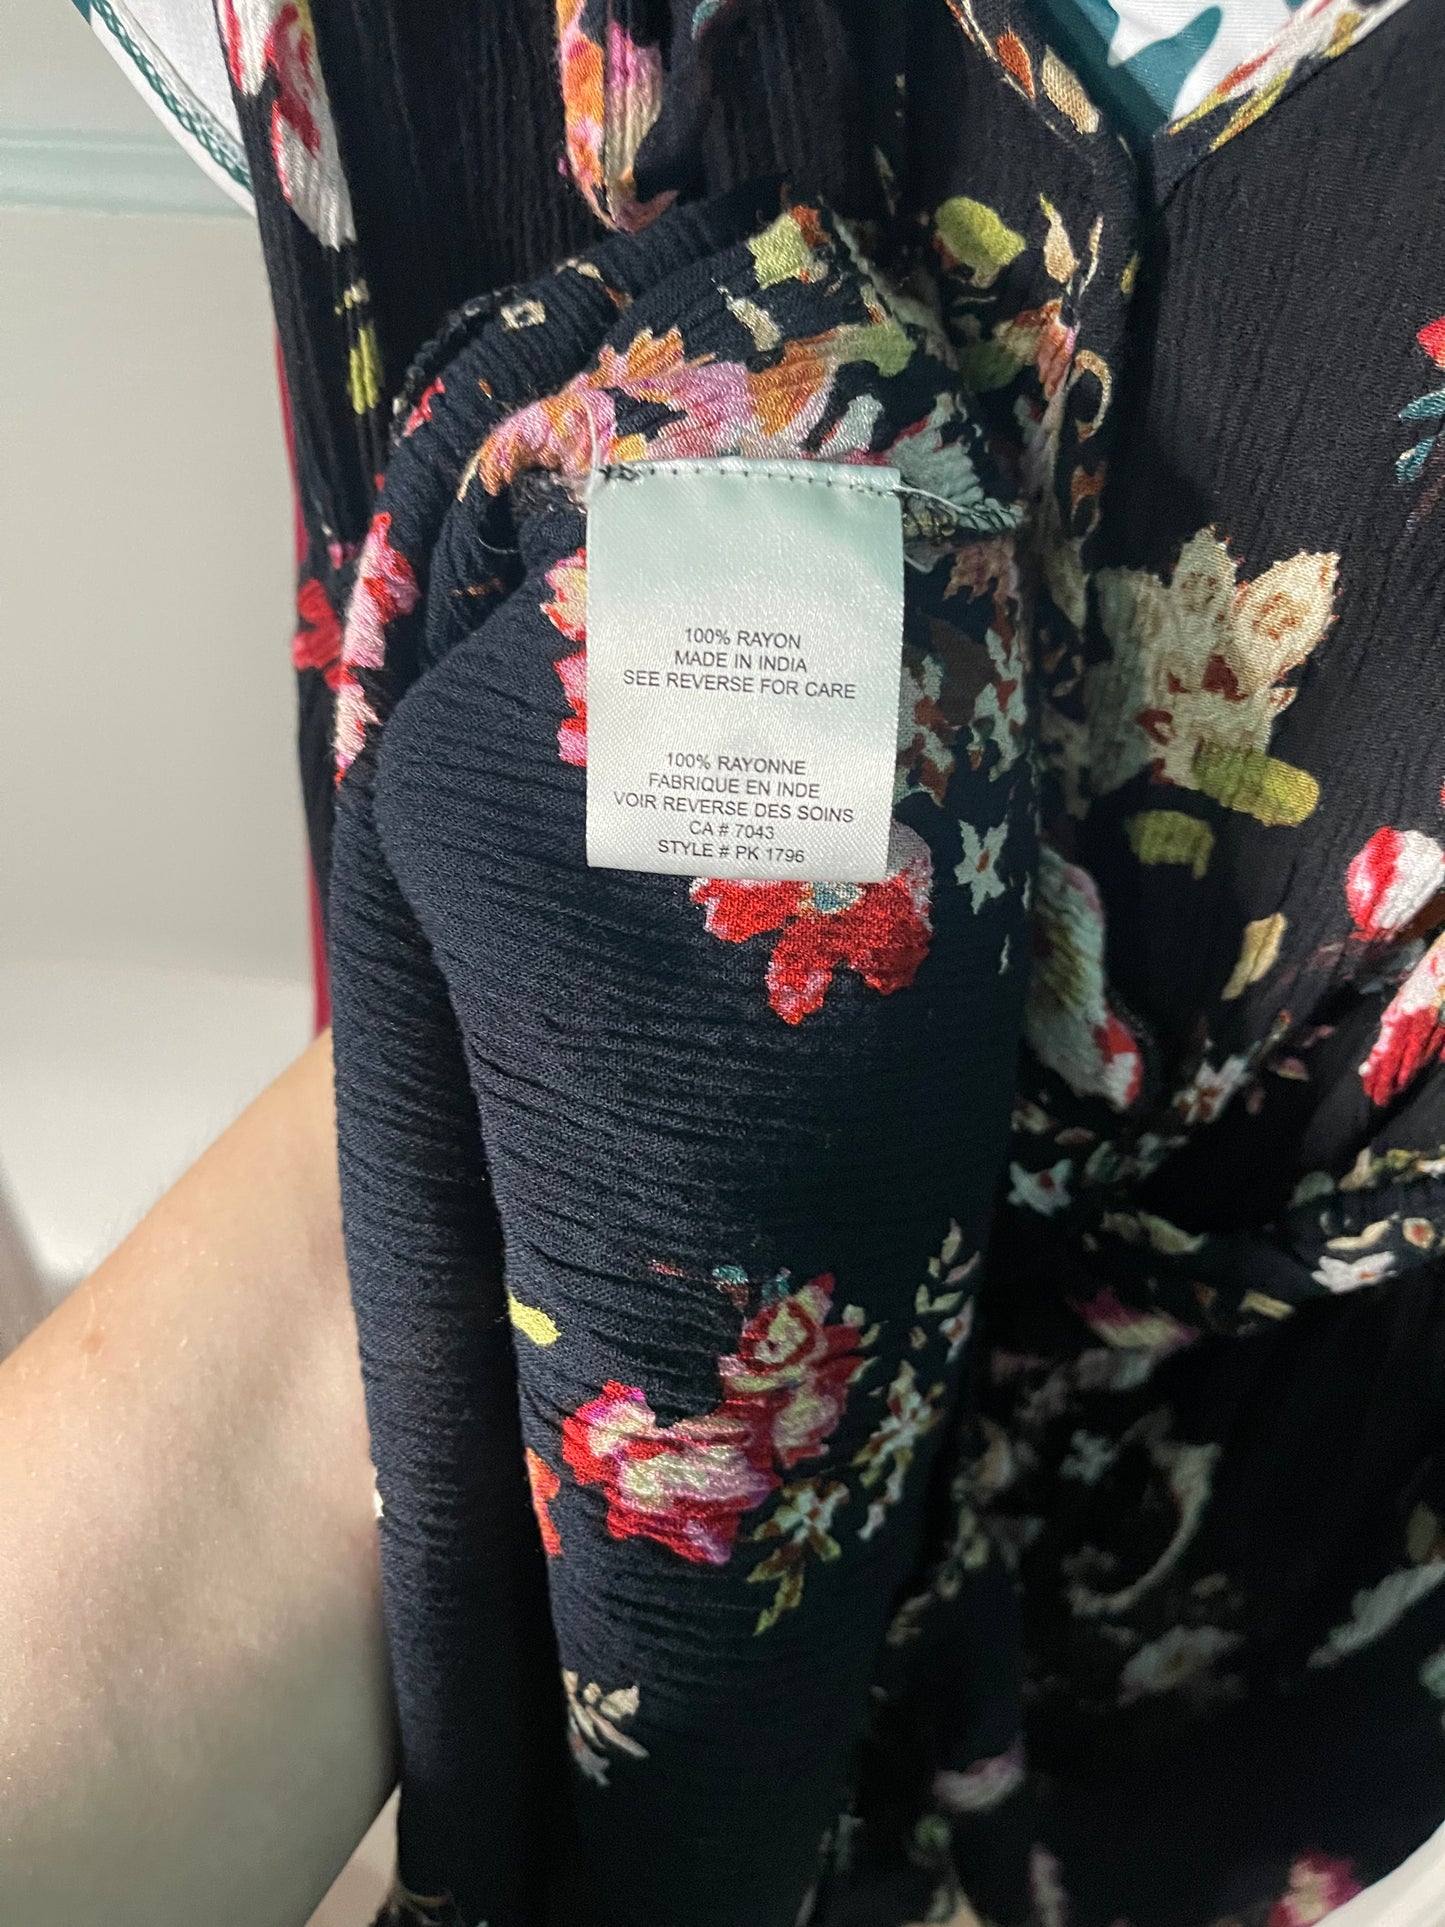 100% RAYON
MADE IN INDIA
SEE REVERSE FOR CARE
100% RAYONNE
FABRIQUE EN INDE
VOIR REVERSE DES SOINS
CA # 7043
STYLE # PK 1796